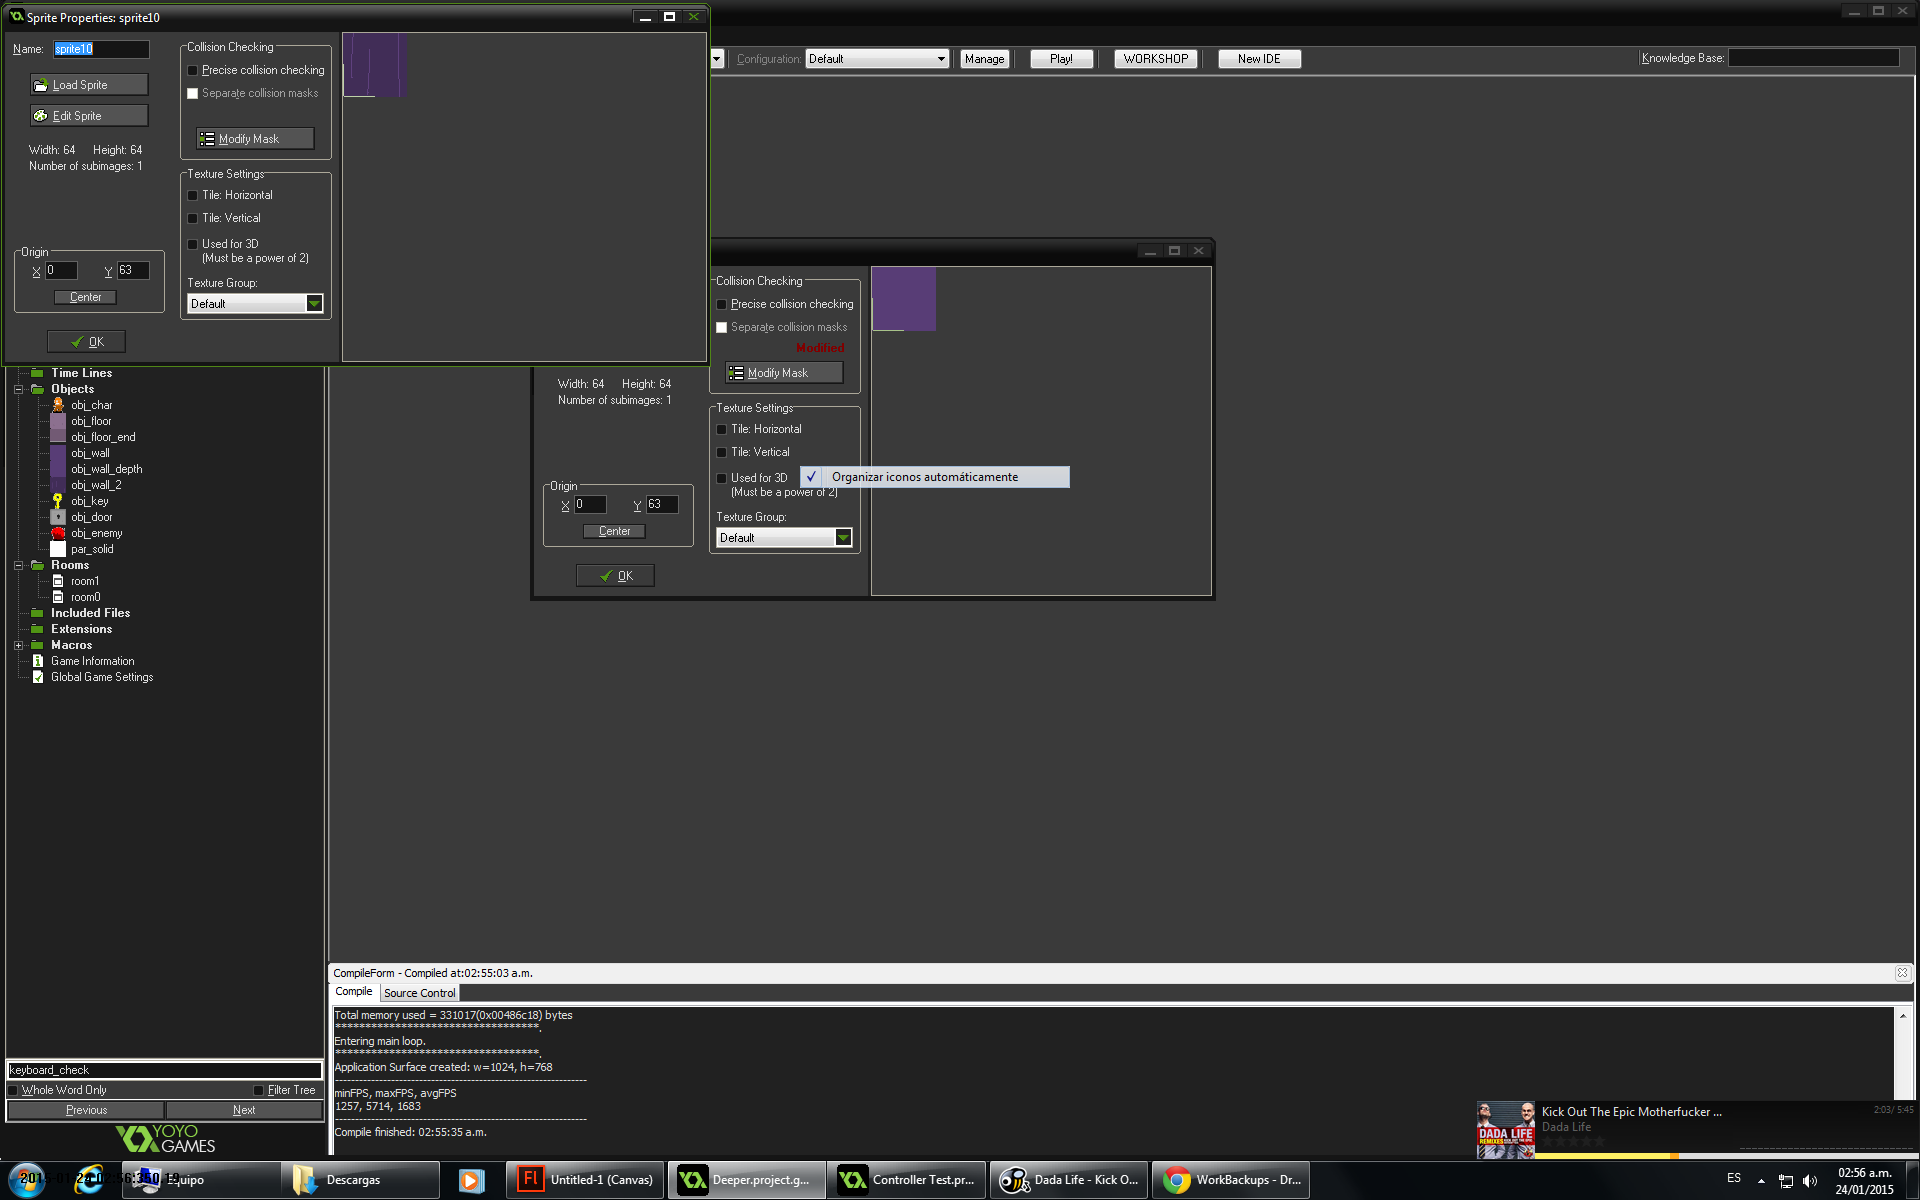 Sprite Properties: sprite10
Name: sprite10
Load Sprite
Edit Sprite
Width: 64 Height: 64
Number of subimages: 1
Origin
X 0 Y 63
Center
OK
Collision Checking
Precise collision checking
Separate collision masks
Modify Mask
Texture Settings
Tile: Horizontal
Tile: Vertical
Used for 3D
(Must be a power of 2)
Texture Group:
Default
Configuration: Default
Manage
Play!
WORKSHOP
New IDE
Knowledge Base:
Collision Checking
Precise collision checking
Separate collision masks
Modified
Modify Mask
Width: 64 Height: 64
Number of subimages: 1
Texture Settings
Tile: Horizontal
Tile: Vertical
Used for 3D
(Must be a power of 2)
Organizar iconos automáticamente
Origin
X 0 Y 63
Center
Texture Group:
Default
OK
Time Lines
Objects
obj_char
obj_floor
obj_floor_end
obj_wall
obj_wall_depth
obj_wall_2
obj_key
obj_door
obj_enemy
par_solid
Rooms
room1
room0
Included Files
Extensions
Macros
Game Information
Global Game Settings
keyboard_check
Whole Word Only
Filter Tree
Previous
Next
YOYO
GAMES
CompileForm - Compiled at:02:55:03 a.m.
Compile
Source Control
Total memory used = 331017(0x00486c18) bytes
**********************************.
Entering main loop.
**********************************.
Application Surface created: w=1024, h=768
minFPS, maxFPS, avgFPS
1257, 5714, 1683
Compile finished: 02:55:35 a.m.
DADA LIFE
REMIXES
Kick Out The Epic Motherfucker ...
Dada Life
2:03/ 5:45
Equipo
Descargas
Fl
Untitled-1 (Canvas)
Deeper.project.g...
Controller Test.pr...
Dada Life - Kick O...
WorkBackups - Dr...
ES
02:56 a.m.
24/01/2015